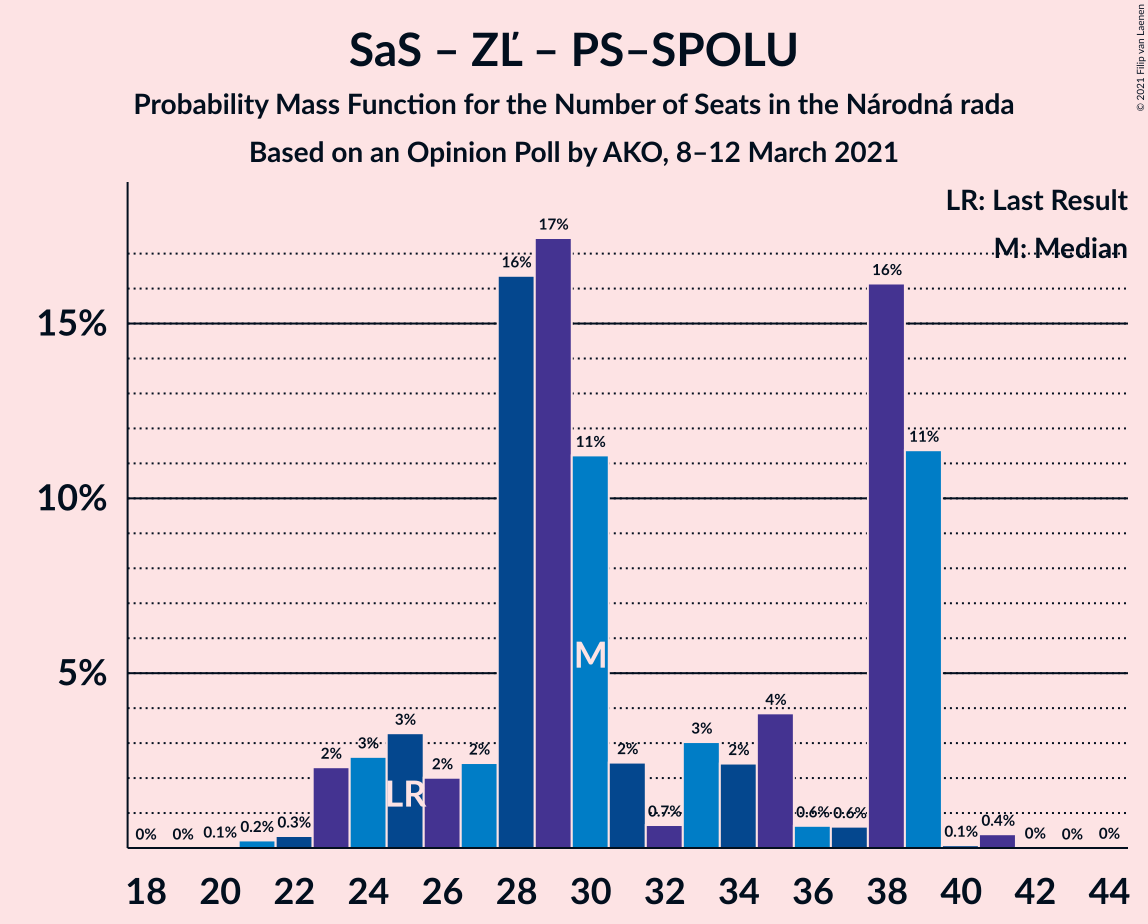 SaS – ZĽ – PS–SPOLU
Probability Mass Function for the Number of Seats in the Národná rada
Based on an Opinion Poll by AKO, 8–12 March 2021
© 2021 Filip van Laenen
LR: Last Result
M: Median
15%
10%
5%
0% 0% 0.1% 0.2% 0.3% 2% 3% 3% 2% 2% 16% 17% 11% 2% 0.7% 3% 2% 4% 0.6% 0.6% 16% 11% 0.1% 0.4% 0% 0% 0%
LR
M
18 20 22 24 26 28 30 32 34 36 38 40 42 44